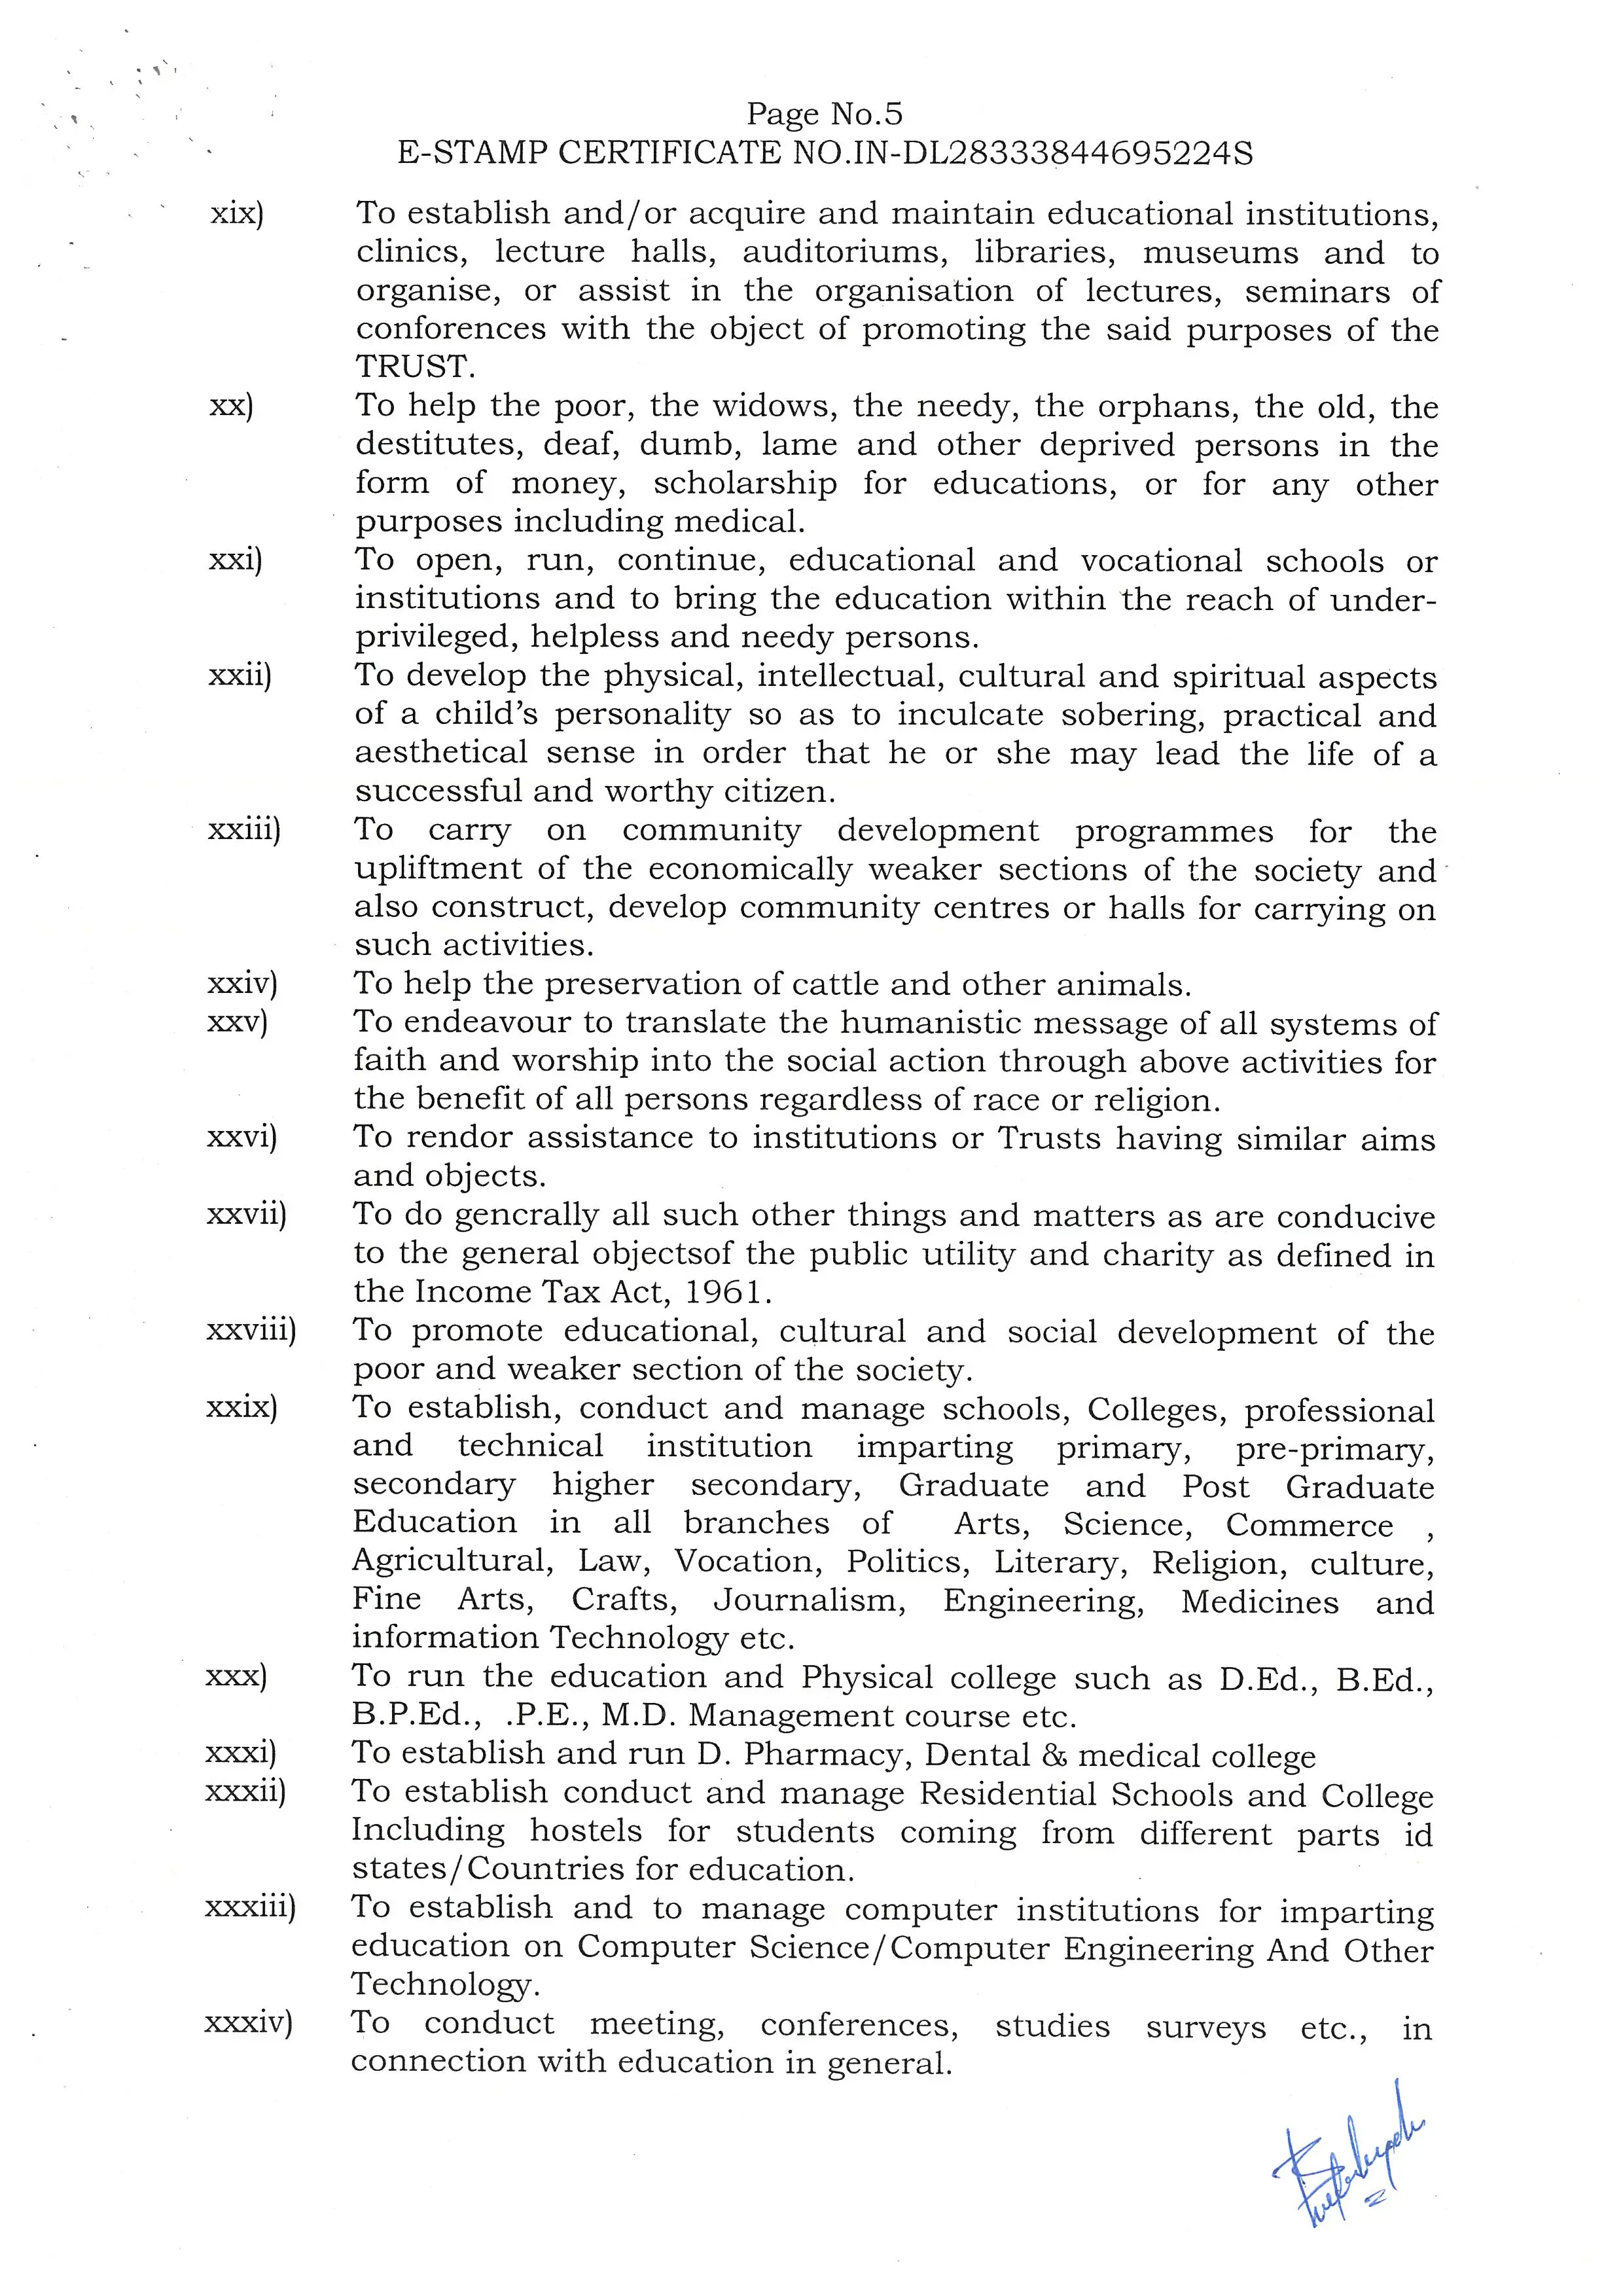 Page No.5
E-STAMP CERTIFICATE NO.IN-DL28333844695224S
xix) To establish and/or acquire and maintain educational institutions,
clinics, lecture halls, auditoriums, libraries, museums and to
organise, or assist in the organisation of lectures, seminars of
conforences with the object of promoting the said purposes of the
TRUST.
xx) To help the poor, the widows, the needy, the orphans, the old, the
destitutes, deaf, dumb, lame and other deprived persons in the
form of money, scholarship for educations, or for any other
purposes including medical.
xxi) To open, run, continue, educational and vocational schools or
institutions and to bring the education within the reach of under-
privileged, helpless and needy persons.
xxii) To develop the physical, intellectual, cultural and spiritual aspects
of a child's personality so as to inculcate sobering, practical and
aesthetical sense in order that he or she may lead the life of a
successful and worthy citizen.
xxiii) To carry on community development programmes for the
upliftment of the economically weaker sections of the society and
also construct, develop community centres or halls for carrying on
such activities.
xxiv) To help the preservation of cattle and other animals.
xxv) To endeavour to translate the humanistic message of all systems of
faith and worship into the social action through above activities for
the benefit of all persons regardless of race or religion.
xxvi) To rendor assistance to institutions or Trusts having similar aims
and objects.
xxvii) To do gencrally all such other things and matters as are conducive
to the general objectsof the public utility and charity as defined in
the Income Tax Act, 1961.
xxviii) To promote educational, cultural and social development of the
poor and weaker section of the society.
xxix) To establish, conduct and manage schools, Colleges, professional
and technical institution imparting primary, pre-primary,
secondary higher secondary, Graduate and Post Graduate
Education in all branches of Arts, Science, Commerce ,
Agricultural, Law, Vocation, Politics, Literary, Religion, culture,
Fine Arts, Crafts, Journalism, Engineering, Medicines and
information Technology etc.
xxx) To run the education and Physical college such as D.Ed., B.Ed.,
B.P.Ed., .P.E., M.D. Management course etc.
xxxi) To establish and run D. Pharmacy, Dental & medical college
xxxii) To establish conduct and manage Residential Schools and College
Including hostels for students coming from different parts id
states/Countries for education.
xxxiii) To establish and to manage computer institutions for imparting
education on Computer Science/Computer Engineering And Other
Technology.
xxxiv) To conduct meeting, conferences, studies surveys etc., in
connection with education in general.